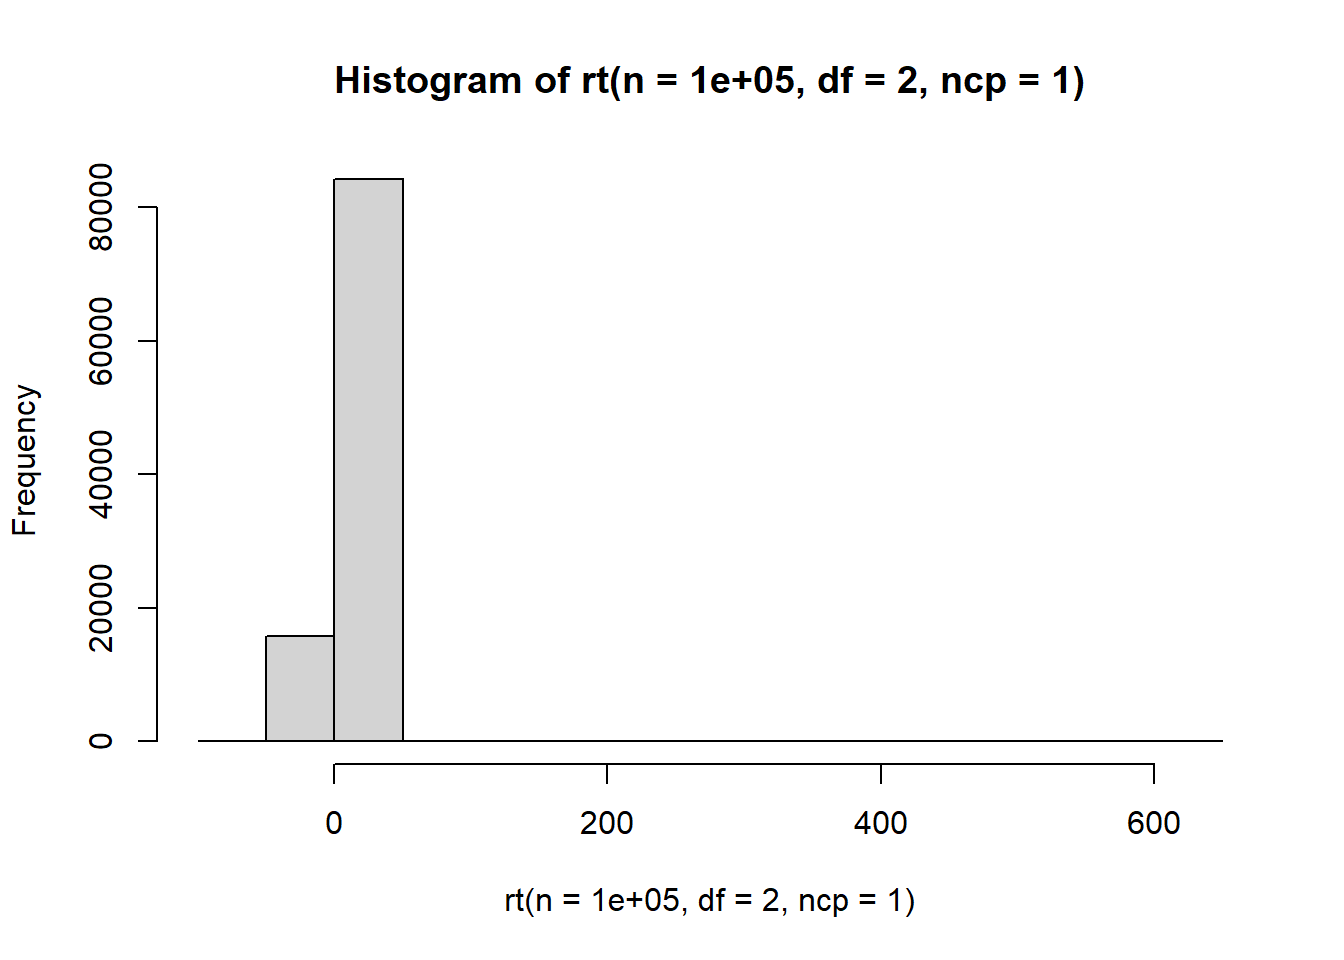 Histogram of rt(n = 1e+05, df = 2, ncp = 1)
Frequency
80000
60000
40000
20000
0
0 200 400 600
rt(n = 1e+05, df = 2, ncp = 1)